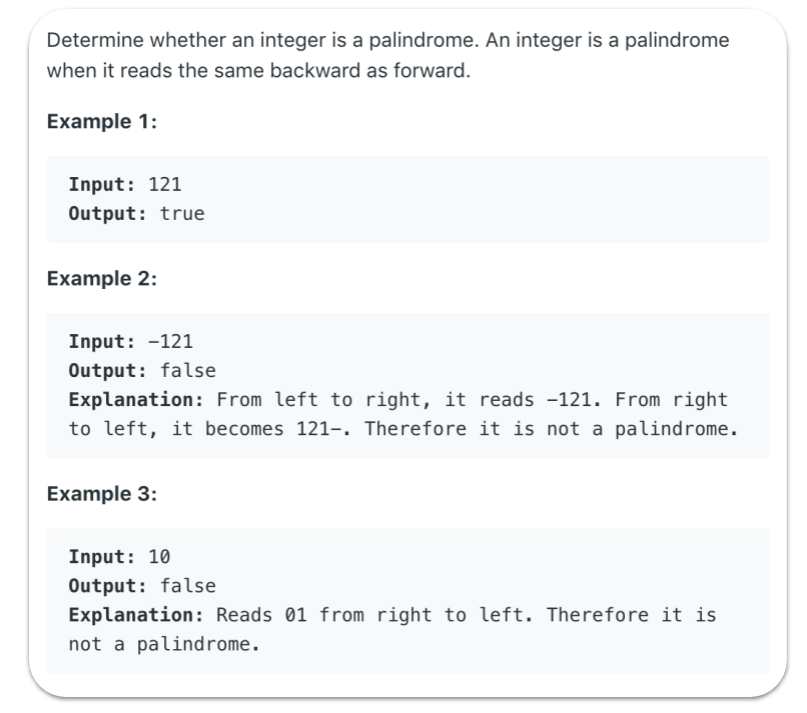 Determine whether an integer is a palindrome. An integer is a palindrome
when it reads the same backward as forward.
Example 1:
Input: 121
Output: true
Example 2:
Input: −121
Output: false
Explanation: From left to right, it reads −121. From right
to left, it becomes 121−. Therefore it is not a palindrome.
Example 3:
Input: 10
Output: false
Explanation: Reads 01 from right to left. Therefore it is
not a palindrome.